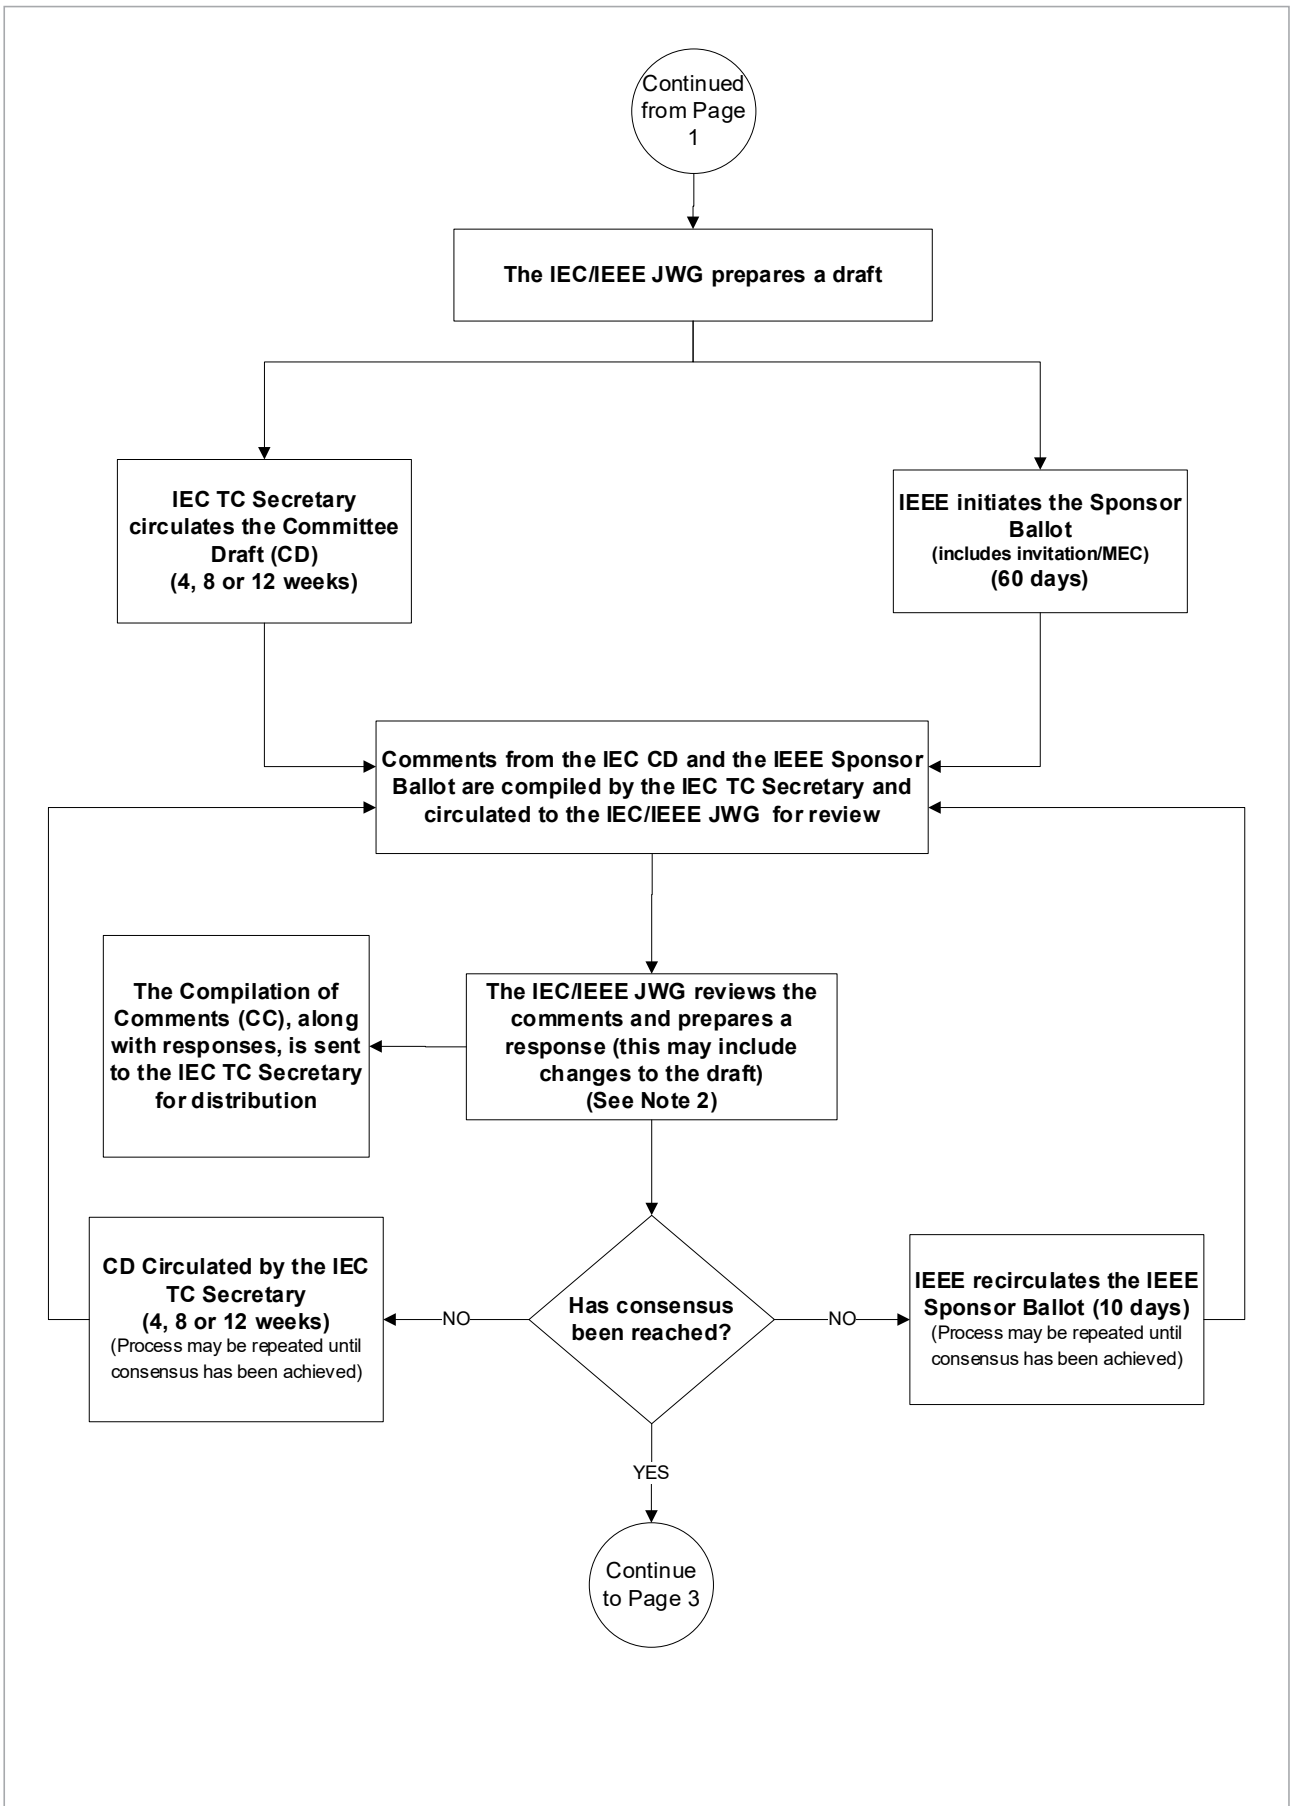 Continued
from Page
1
The IEC/IEEE JWG prepares a draft
IEC TC Secretary
circulates the Committee
Draft (CD)
(4, 8 or 12 weeks)
IEEE initiates the Sponsor
Ballot
(includes invitation/MEC)
(60 days)
Comments from the IEC CD and the IEEE Sponsor
Ballot are compiled by the IEC TC Secretary and
circulated to the IEC/IEEE JWG for review
The Compilation of
Comments (CC), along
with responses, is sent
to the IEC TC Secretary
for distribution
The IEC/IEEE JWG reviews the
comments and prepares a
response (this may include
changes to the draft)
(See Note 2)
CD Circulated by the IEC
TC Secretary
(4, 8 or 12 weeks)
(Process may be repeated until
consensus has been achieved)
NO
Has consensus
been reached?
NO
IEEE recirculates the IEEE
Sponsor Ballot (10 days)
(Process may be repeated until
consensus has been achieved)
YES
Continue
to Page 3